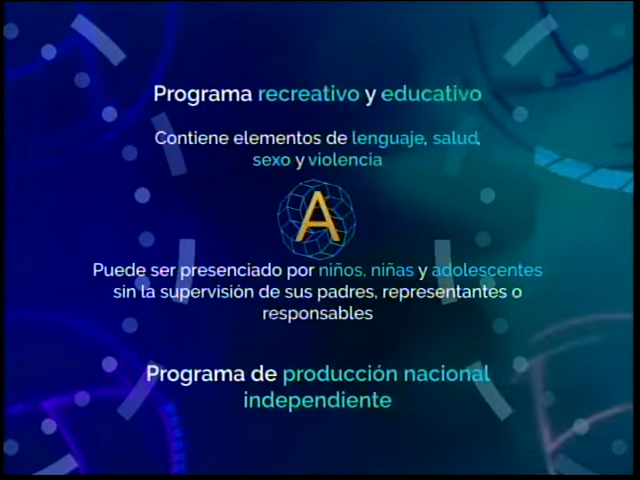 Programa recreativo y educativo
Contiene elementos de lenguaje, salud,
sexo y violencia
A
Puede ser presenciado por niños, niñas y adolescentes
sin la supervisión de sus padres, representantes o
responsables
Programa de producción nacional
independiente